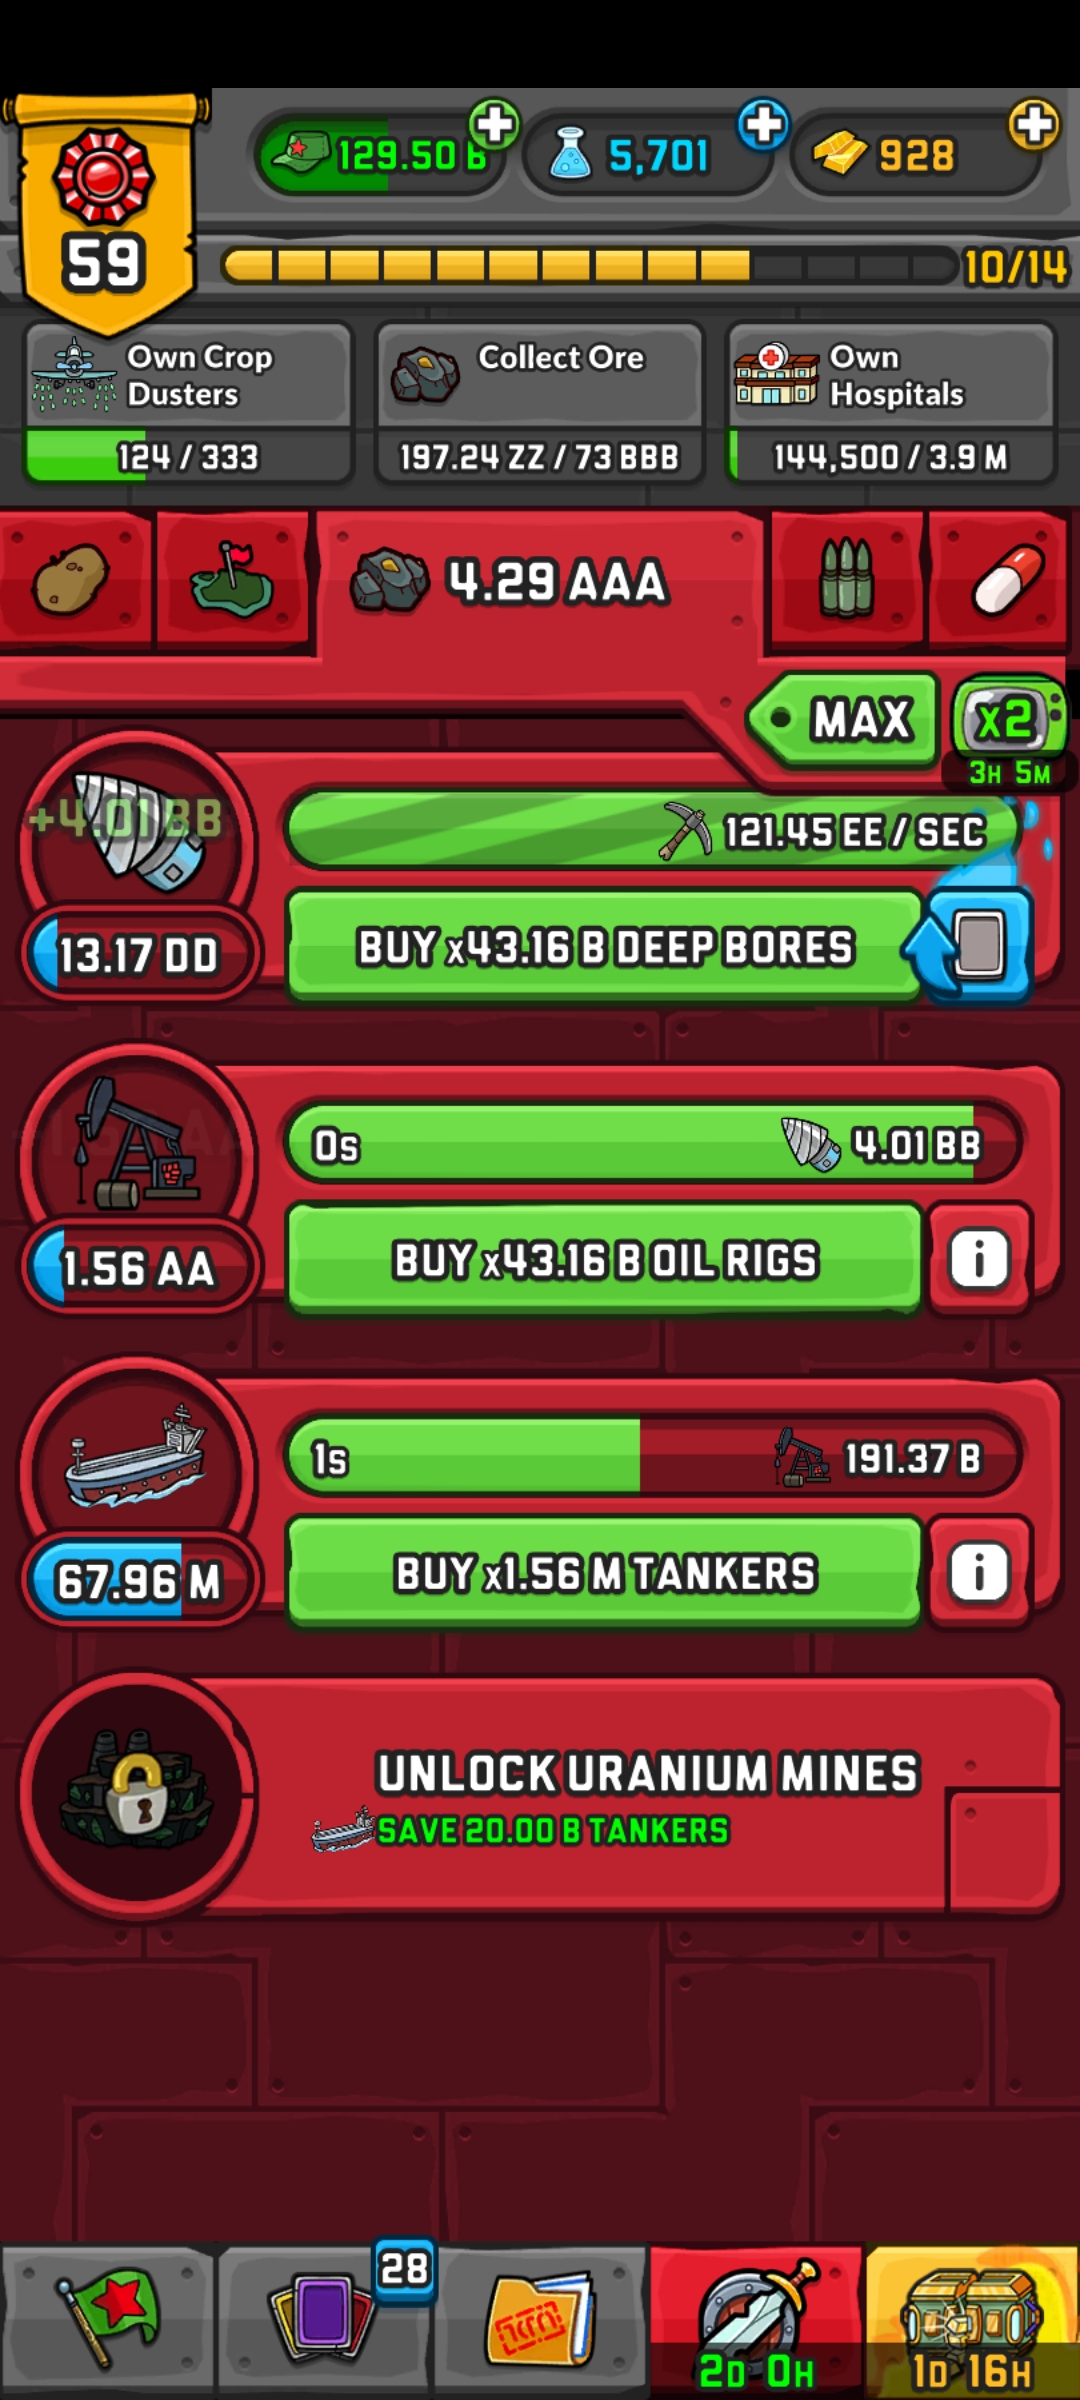 129.50 B
5,701
928
59
10/14
Own Crop
Dusters
124 / 333
Collect Ore
197.24 ZZ / 73 BBB
Own
Hospitals
144,500 / 3.9 M
4.29 AAA
MAX
x2
3H 5M
+4.01 BB
121.45 EE / SEC
13.17 DD
BUY x43.16 B DEEP BORES
0s
4.01 BB
1.56 AA
BUY x43.16 B OIL RIGS
1s
191.37 B
67.96 M
BUY x1.56 M TANKERS
UNLOCK URANIUM MINES
SAVE 20.00 B TANKERS
28
2D 0H
1D 16H